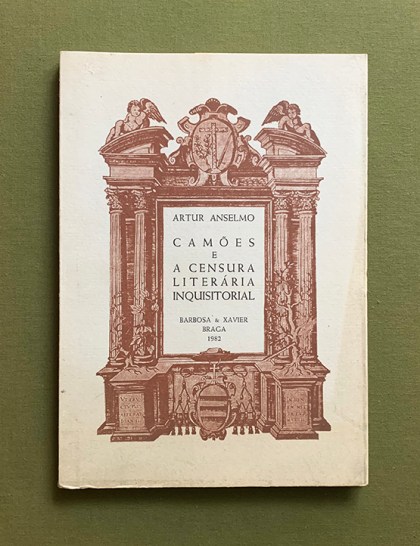 ARTUR ANSELMO
CAMÕES
E
A CENSURA
LITERÁRIA
INQUISITORIAL
BARBOSA & XAVIER
BRAGA
1982